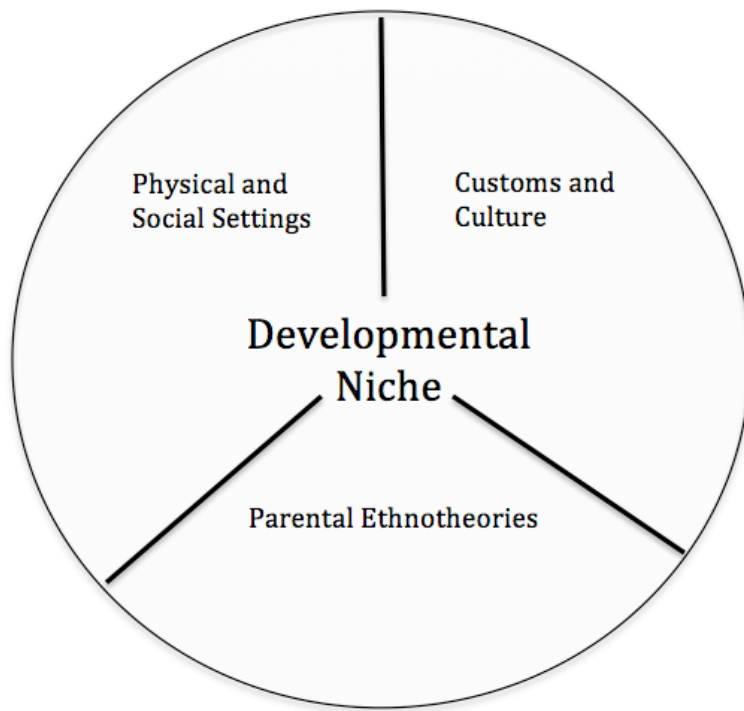 Physical and
Social Settings
Customs and
Culture
Developmental
Niche
Parental Ethnotheories